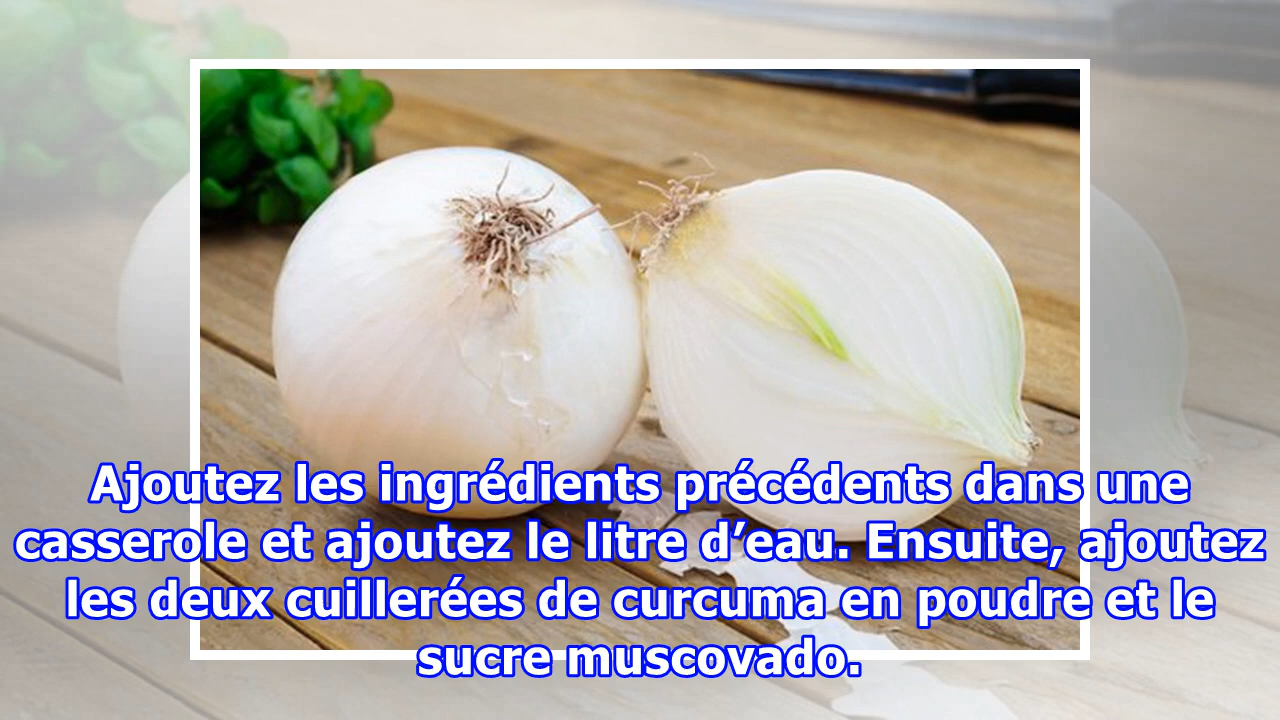 Ajoutez les ingrédients précédents dans une
casserole et ajoutez le litre d’eau. Ensuite, ajoutez
les deux cuillerées de curcuma en poudre et le
sucre muscovado.